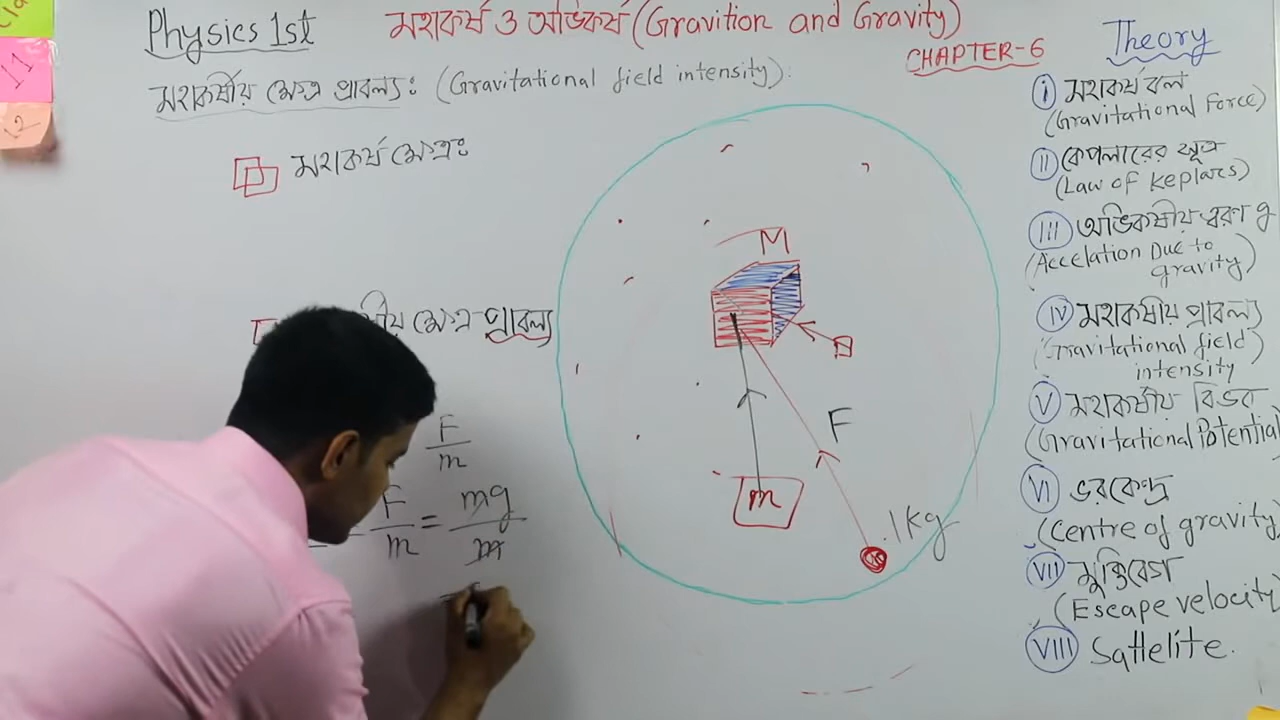 Physics 1st
মহাকর্ষ ও অভিকর্ষ (Gravition and Gravity)
CHAPTER-6
মহাকর্ষীয় ক্ষেত্র প্রাবল্যঃ (Gravitational field intensity):
মহাকর্ষ ক্ষেত্রঃ
ক্ষেত্র প্রাবল্য
F/m
F/m = mg/m
M
F
m
1kg
Theory
i মহাকর্ষ বল
(Gravitational Force)
II কেপলারের সূত্র
(Law of Keplars)
III অভিকর্ষীয় ত্বরণ g
(Accelation Due to
gravity)
IV মহাকর্ষীয় প্রাবল্য
(Gravitational field)
intensity
V মহাকর্ষীয় বিভব
(Gravitational Potential)
VI ভরকেন্দ্র
(Centre of gravity)
VII মুক্তিবেগ
(Escape velocity)
VIII Sattelite.
11